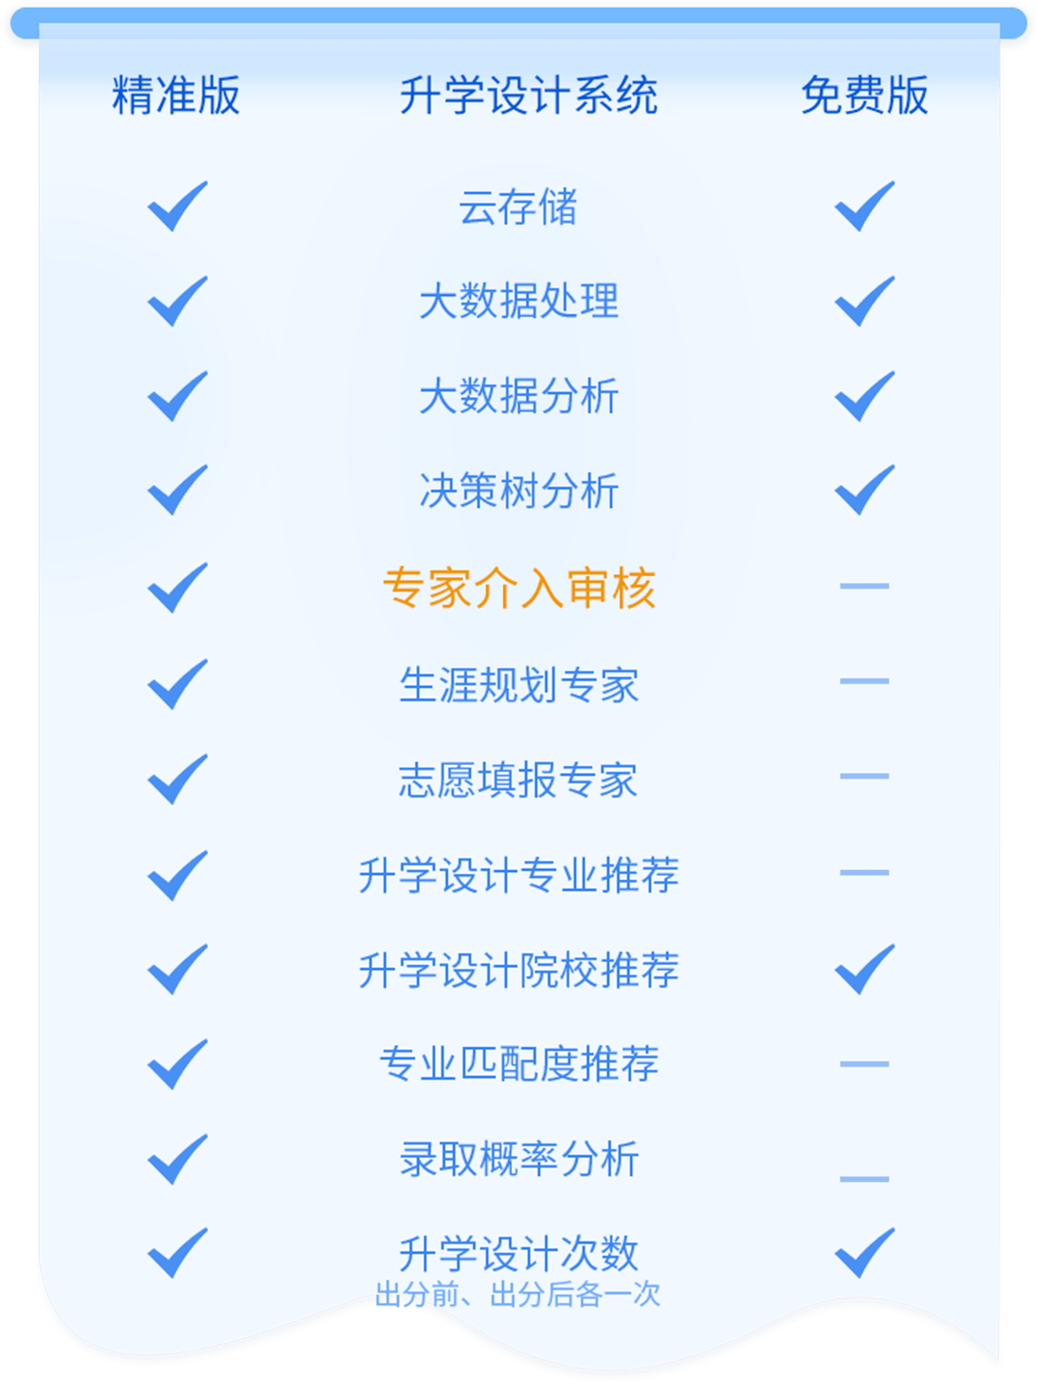 精准版 升学设计系统 免费版
云存储
大数据处理
大数据分析
决策树分析
专家介入审核
生涯规划专家
志愿填报专家
升学设计专业推荐
升学设计院校推荐
专业匹配度推荐
录取概率分析
升学设计次数
出分前、出分后各一次